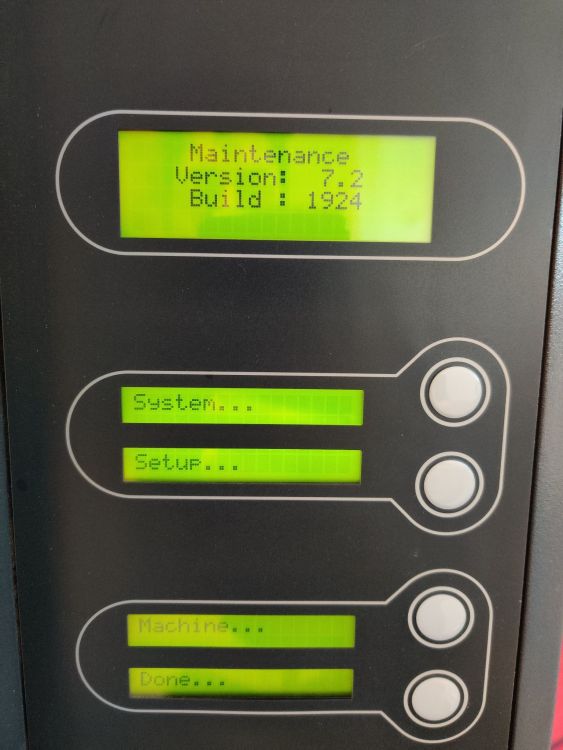 Maintenance
Version: 7.2
Build : 1924
System...
Setup...
Machine...
Done...